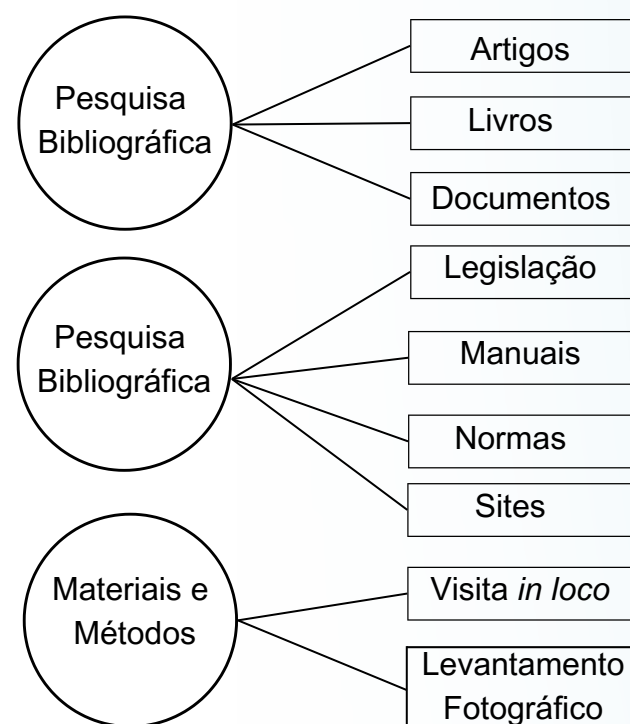 Pesquisa
Bibliográfica
Artigos
Livros
Documentos
Pesquisa
Bibliográfica
Legislação
Manuais
Normas
Sites
Materiais e
Métodos
Visita in loco
Levantamento
Fotográfico